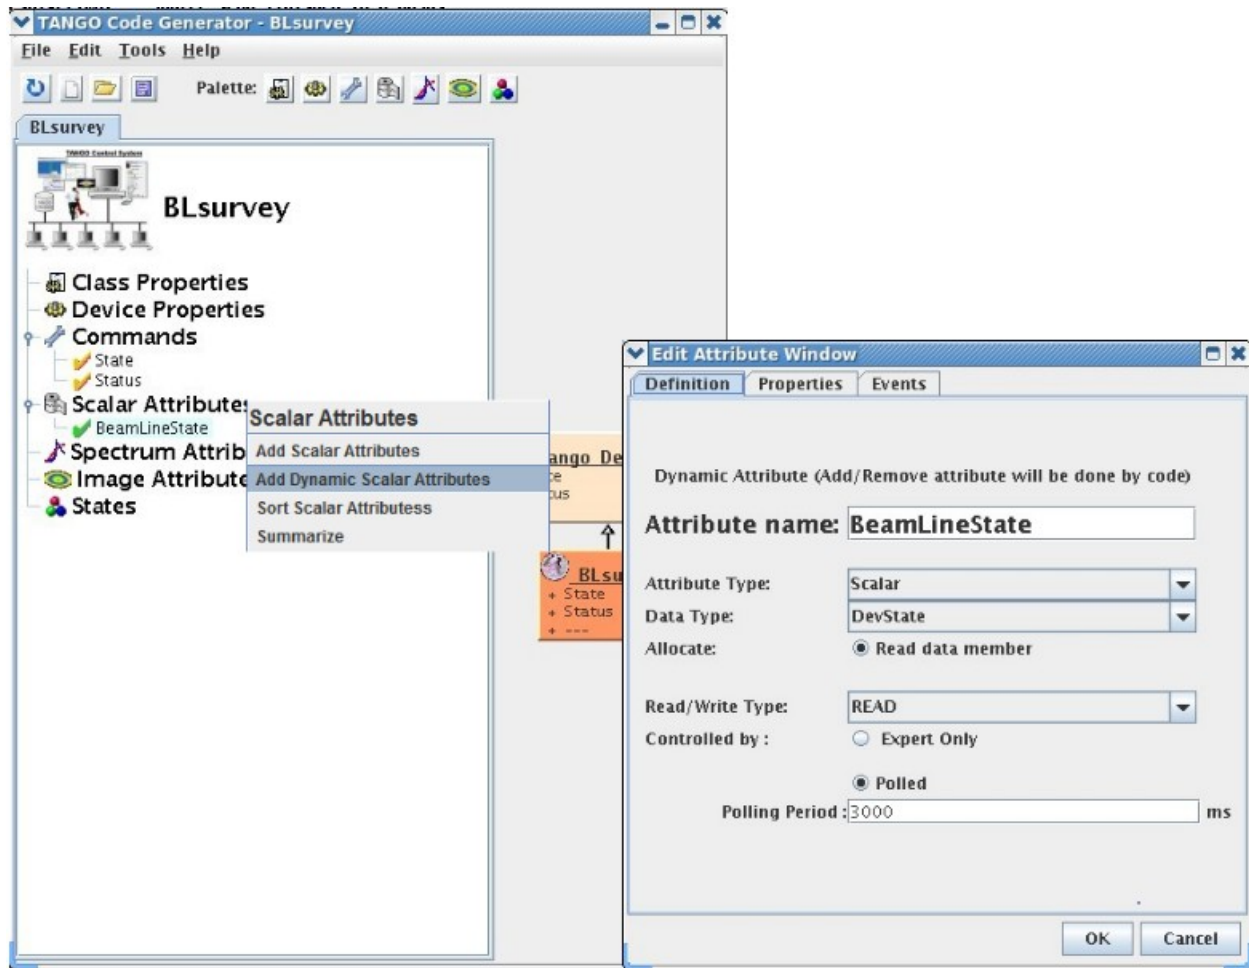 TANGO Code Generator - BLsurvey
File Edit Tools Help
Palette:
BLsurvey
TANGO Control System
BLsurvey
Class Properties
Device Properties
Commands
State
Status
Scalar Attributes
BeamLineState
Spectrum Attrib
Image Attribute
States
Scalar Attributes
Add Scalar Attributes
Add Dynamic Scalar Attributes
Sort Scalar Attributess
Summarize
ango De
tus
BLsu
+ State
+ Status
+ ---
Edit Attribute Window
Definition Properties Events
Dynamic Attribute (Add/Remove attribute will be done by code)
Attribute name: BeamLineState
Attribute Type: Scalar
Data Type: DevState
Allocate: Read data member
Read/Write Type: READ
Controlled by : Expert Only
Polled
Polling Period : 3000 ms
OK Cancel